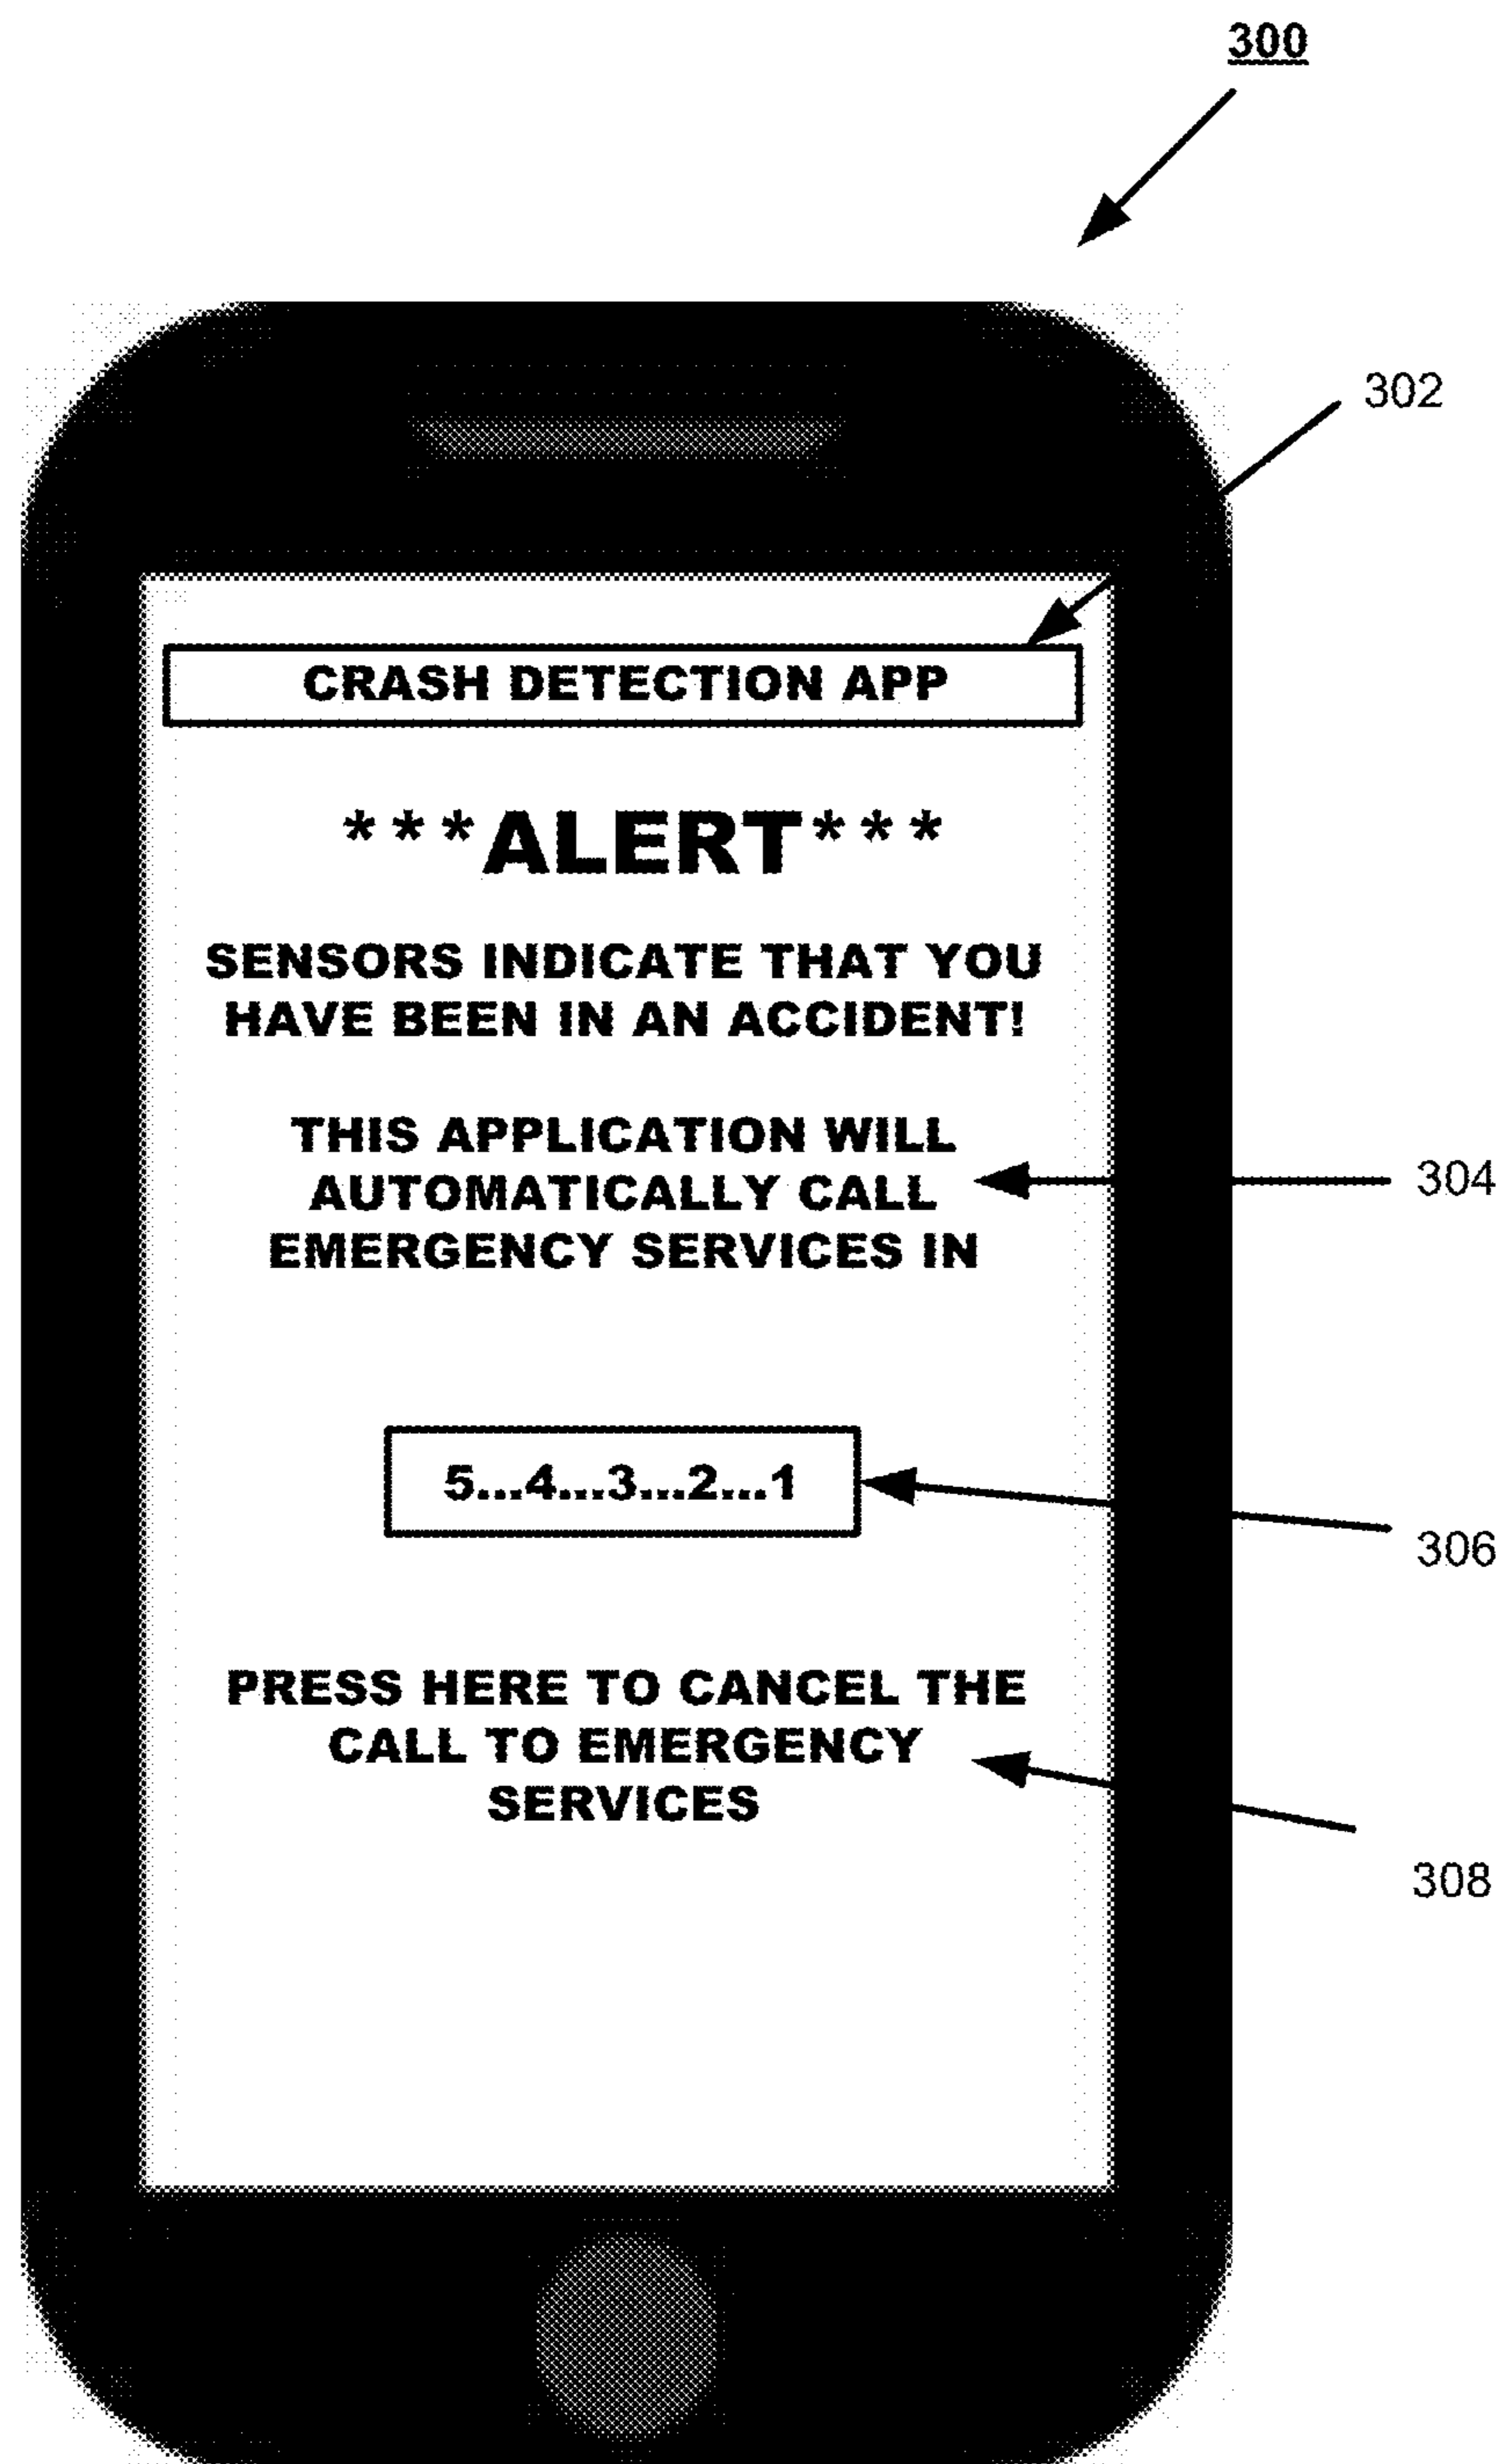 300
302
CRASH DETECTION APP
***ALERT***
SENSORS INDICATE THAT YOU
HAVE BEEN IN AN ACCIDENT!
THIS APPLICATION WILL
AUTOMATICALLY CALL
EMERGENCY SERVICES IN
304
5...4...3...2...1
306
PRESS HERE TO CANCEL THE
CALL TO EMERGENCY
SERVICES
308